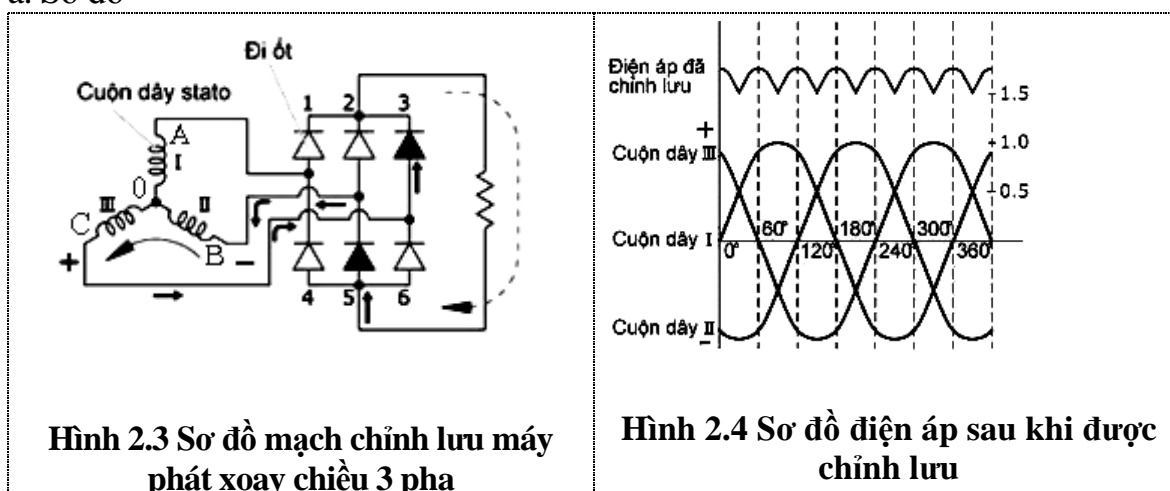 a. Sơ đồ
Đi ốt
Cuộn dây stato
1 2 3
A
I
0
III
II
C
B
+
−
4 5 6
Hình 2.3 Sơ đồ mạch chỉnh lưu máy
phát xoay chiều 3 pha
Điện áp đã
chỉnh lưu
1.5
+
Cuộn dây III
1.0
0.5
Cuộn dây I
0° 60° 120° 180° 240° 300° 360°
Cuộn dây II
−
Hình 2.4 Sơ đồ điện áp sau khi được
chỉnh lưu